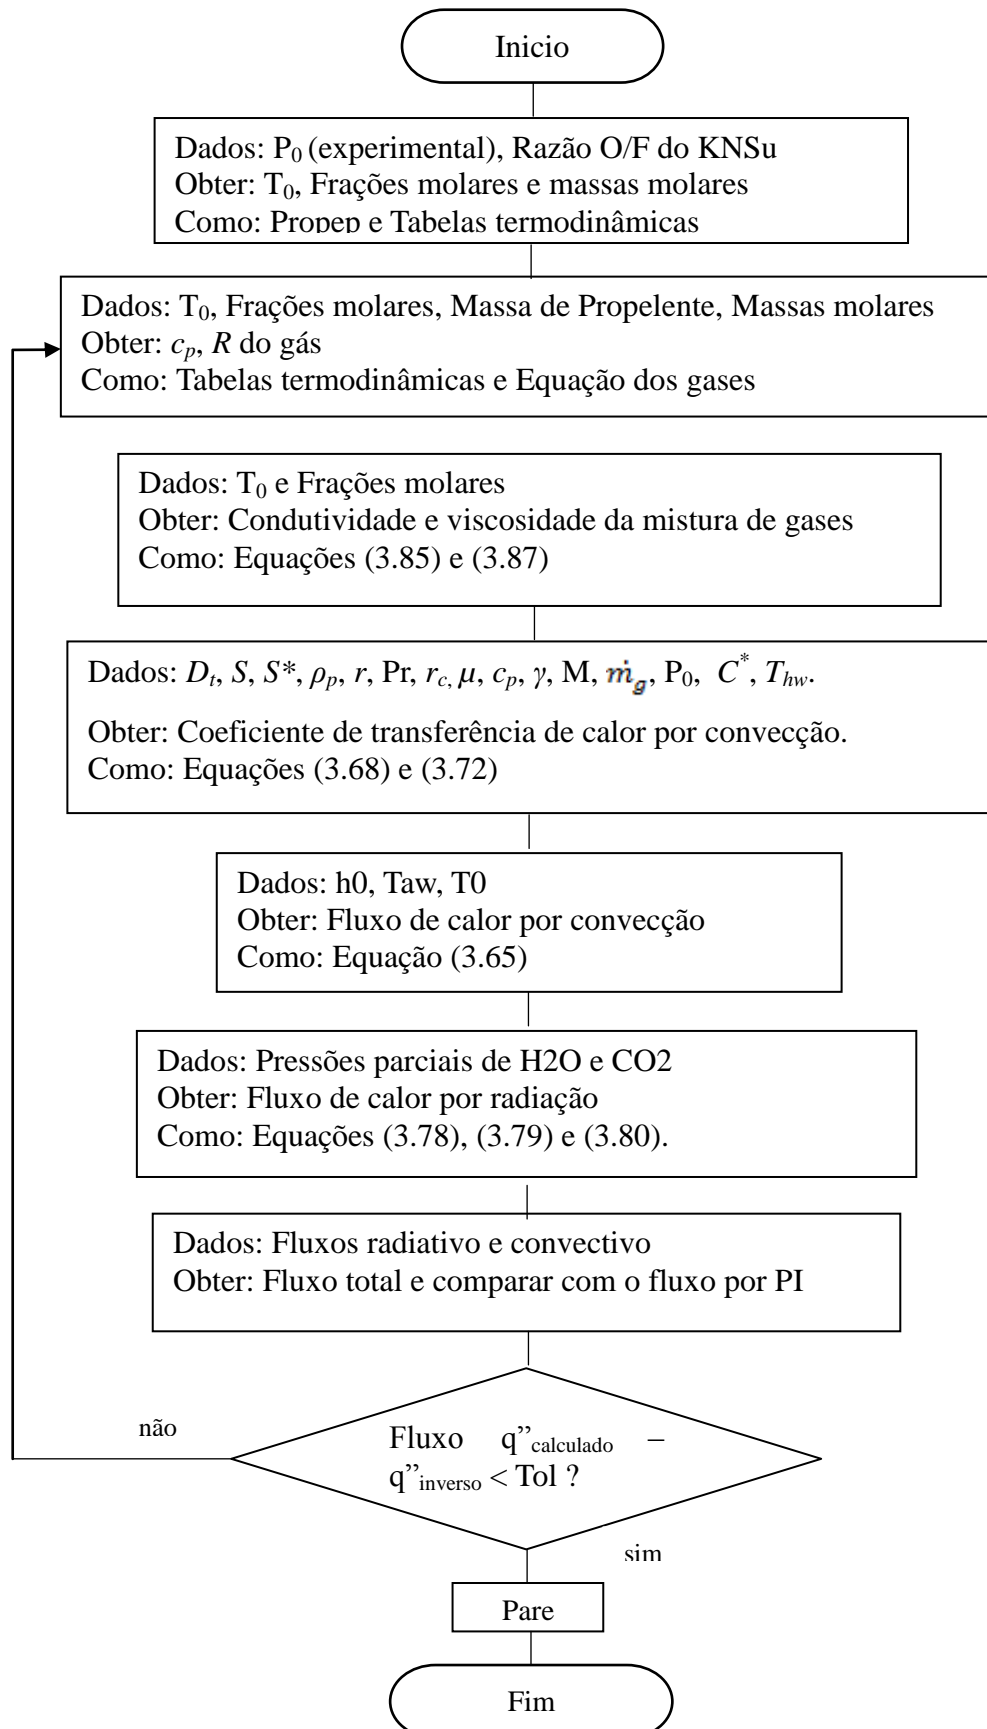 Inicio
Dados: P₀ (experimental), Razão O/F do KNSu
Obter: T₀, Frações molares e massas molares
Como: Propep e Tabelas termodinâmicas
Dados: T₀, Frações molares, Massa de Propelente, Massas molares
Obter: cₚ, R do gás
Como: Tabelas termodinâmicas e Equação dos gases
Dados: T₀ e Frações molares
Obter: Condutividade e viscosidade da mistura de gases
Como: Equações (3.85) e (3.87)
Dados: Dₜ, S, S*, ρₚ, r, Pr, r_c, μ, cₚ, γ, M, ṁ_g, P₀, C*, T_hw.
Obter: Coeficiente de transferência de calor por convecção.
Como: Equações (3.68) e (3.72)
Dados: h0, Taw, T0
Obter: Fluxo de calor por convecção
Como: Equação (3.65)
Dados: Pressões parciais de H2O e CO2
Obter: Fluxo de calor por radiação
Como: Equações (3.78), (3.79) e (3.80).
Dados: Fluxos radiativo e convectivo
Obter: Fluxo total e comparar com o fluxo por PI
não
Fluxo q”calculado –
q”inverso < Tol ?
sim
Pare
Fim